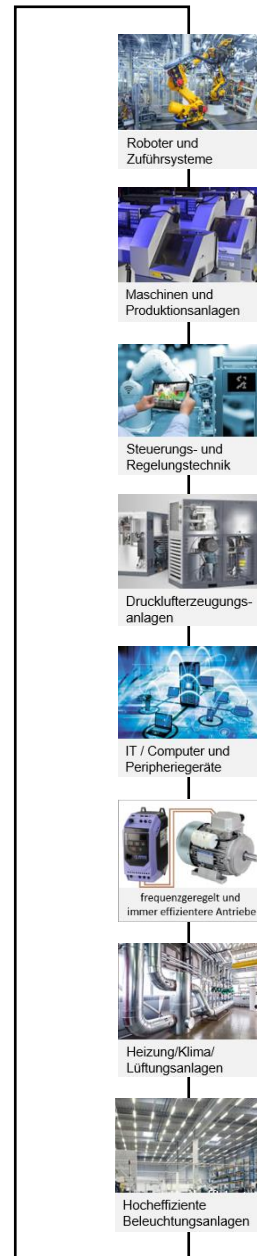 Roboter und
Zuführsysteme
Maschinen und
Produktionsanlagen
Steuerungs- und
Regelungstechnik
Drucklufterzeugungs-
anlagen
IT / Computer und
Peripheriegeräte
frequenzgeregelt und
immer effizientere Antriebe
Heizung/Klima/
Lüftungsanlagen
Hocheffiziente
Beleuchtungsanlagen